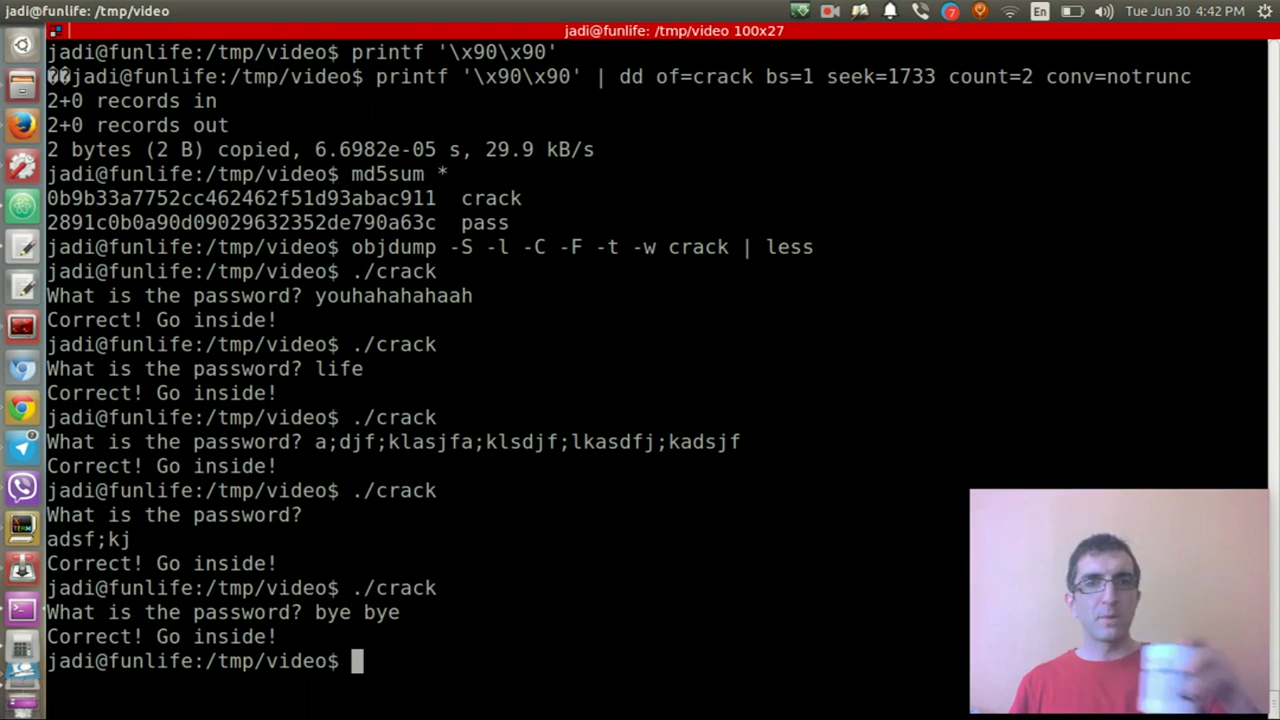 jadi@funlife: /tmp/video
En
Tue Jun 30 4:42 PM
jadi@funlife: /tmp/video 100x27
jadi@funlife:/tmp/video$ printf '\x90\x90'
��jadi@funlife:/tmp/video$ printf '\x90\x90' | dd of=crack bs=1 seek=1733 count=2 conv=notrunc
2+0 records in
2+0 records out
2 bytes (2 B) copied, 6.6982e-05 s, 29.9 kB/s
jadi@funlife:/tmp/video$ md5sum *
0b9b33a7752cc462462f51d93abac911  crack
2891c0b0a90d09029632352de790a63c  pass
jadi@funlife:/tmp/video$ objdump -S -l -C -F -t -w crack | less
jadi@funlife:/tmp/video$ ./crack
What is the password? youhahahahaah
Correct! Go inside!
jadi@funlife:/tmp/video$ ./crack
What is the password? life
Correct! Go inside!
jadi@funlife:/tmp/video$ ./crack
What is the password? a;djf;klasjfa;klsdjf;lkasdfj;kadsjf
Correct! Go inside!
jadi@funlife:/tmp/video$ ./crack
What is the password?
adsf;kj
Correct! Go inside!
jadi@funlife:/tmp/video$ ./crack
What is the password? bye bye
Correct! Go inside!
jadi@funlife:/tmp/video$